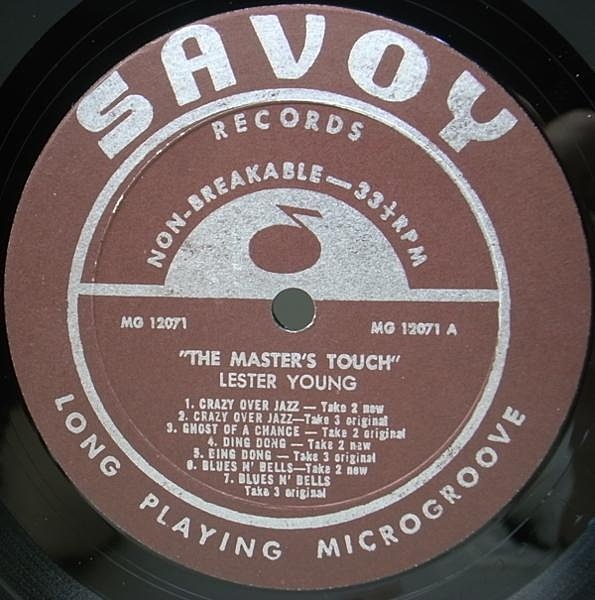 SAVOY
RECORDS
NON-BREAKABLE—33⅓RPM
MG 12071
MG 12071 A
"THE MASTER'S TOUCH"
LESTER YOUNG
1. CRAZY OVER JAZZ — Take 2 new
2. CRAZY OVER JAZZ—Take 3 original
3. GHOST OF A CHANCE — Take 2 original
4. DING DONG — Take 2 new
5. DING DONG — Take 3 original
6. BLUES N' BELLS—Take 2 new
7. BLUES N' BELLS
Take 3 original
LONG PLAYING MICROGROOVE